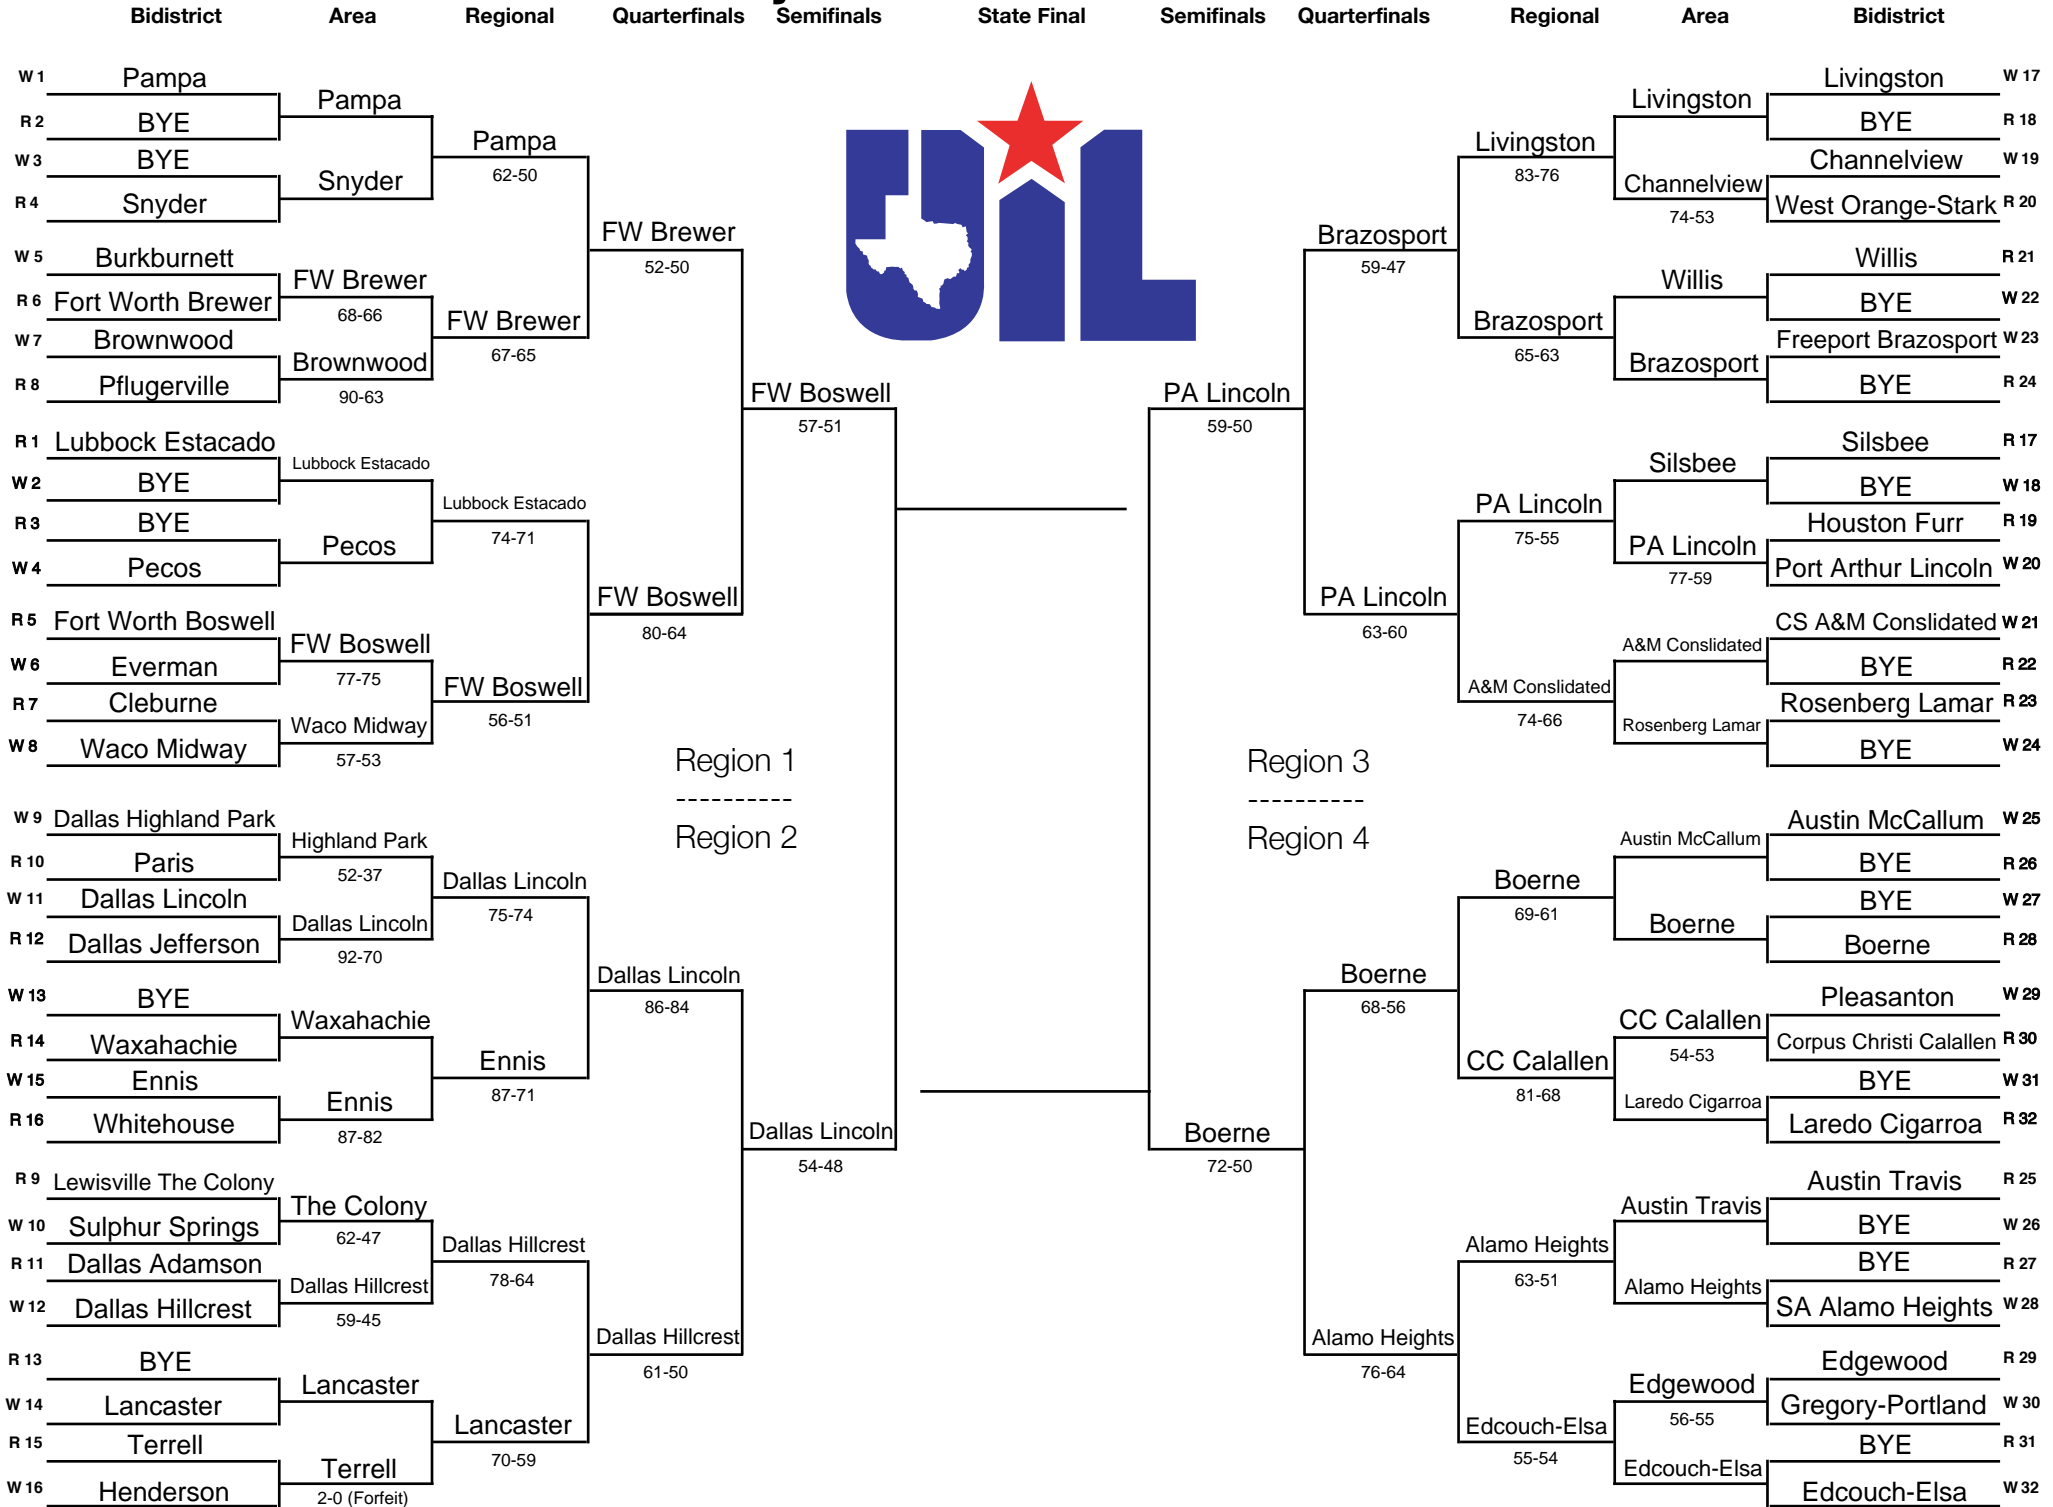 Bidistrict Area Regional Quarterfinals Semifinals State Final Semifinals Quarterfinals Regional Area Bidistrict
W 1 Pampa
Pampa
R 2 BYE
Pampa
62-50
W 3 BYE
Snyder
R 4 Snyder
FW Brewer
52-50
W 5 Burkburnett
FW Brewer
68-66
R 6 Fort Worth Brewer
FW Brewer
67-65
W 7 Brownwood
Brownwood
90-63
R 8 Pflugerville
FW Boswell
57-51
R 1 Lubbock Estacado
Lubbock Estacado
W 2 BYE
Lubbock Estacado
74-71
R 3 BYE
Pecos
W 4 Pecos
FW Boswell
80-64
R 5 Fort Worth Boswell
FW Boswell
77-75
W 6 Everman
FW Boswell
56-51
R 7 Cleburne
Waco Midway
57-53
W 8 Waco Midway
Region 1
----------
Region 2
W 9 Dallas Highland Park
Highland Park
52-37
R 10 Paris
Dallas Lincoln
75-74
W 11 Dallas Lincoln
Dallas Lincoln
92-70
R 12 Dallas Jefferson
Dallas Lincoln
86-84
W 13 BYE
Waxahachie
R 14 Waxahachie
Ennis
87-71
W 15 Ennis
Ennis
87-82
R 16 Whitehouse
Dallas Lincoln
54-48
R 9 Lewisville The Colony
The Colony
62-47
W 10 Sulphur Springs
Dallas Hillcrest
78-64
R 11 Dallas Adamson
Dallas Hillcrest
59-45
W 12 Dallas Hillcrest
Dallas Hillcrest
61-50
R 13 BYE
Lancaster
W 14 Lancaster
Lancaster
70-59
R 15 Terrell
Terrell
2-0 (Forfeit)
W 16 Henderson
UiL
Livingston W 17
Livingston
BYE R 18
Livingston
83-76
Channelview W 19
Channelview
74-53
West Orange-Stark R 20
Brazosport
59-47
Willis R 21
Willis
BYE W 22
Brazosport
65-63
Freeport Brazosport W 23
Brazosport
BYE R 24
PA Lincoln
59-50
Silsbee R 17
Silsbee
BYE W 18
PA Lincoln
75-55
Houston Furr R 19
PA Lincoln
77-59
Port Arthur Lincoln W 20
PA Lincoln
63-60
CS A&M Conslidated W 21
A&M Conslidated
BYE R 22
A&M Conslidated
74-66
Rosenberg Lamar R 23
Rosenberg Lamar
BYE W 24
Region 3
----------
Region 4
Austin McCallum W 25
Austin McCallum
BYE R 26
Boerne
69-61
BYE W 27
Boerne
Boerne R 28
Boerne
68-56
Pleasanton W 29
CC Calallen
54-53
Corpus Christi Calallen R 30
CC Calallen
81-68
BYE W 31
Laredo Cigarroa
Laredo Cigarroa R 32
Boerne
72-50
Austin Travis R 25
Austin Travis
BYE W 26
Alamo Heights
63-51
BYE R 27
Alamo Heights
SA Alamo Heights W 28
Alamo Heights
76-64
Edgewood R 29
Edgewood
56-55
Gregory-Portland W 30
Edcouch-Elsa
55-54
BYE R 31
Edcouch-Elsa
Edcouch-Elsa W 32